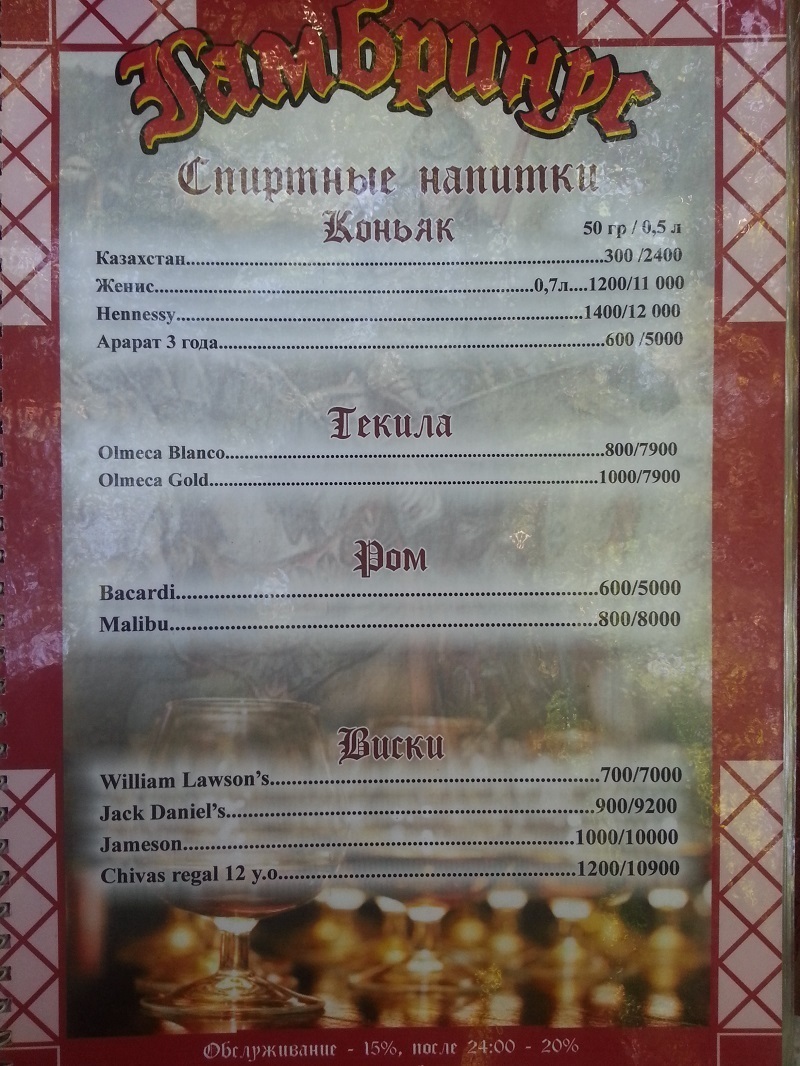 Гамбринус
Спиртные напитки
Коньяк 50 гр / 0,5 л
Казахстан......300 /2400
Женис......0,7л....1200/11 000
Hennessy......1400/12 000
Арарат 3 года......600 /5000
Текила
Olmeca Blanco......800/7900
Olmeca Gold......1000/7900
Ром
Bacardi......600/5000
Malibu......800/8000
Виски
William Lawson’s......700/7000
Jack Daniel’s......900/9200
Jameson......1000/10000
Chivas regal 12 y.o......1200/10900
Обслуживание - 15%, после 24:00 - 20%